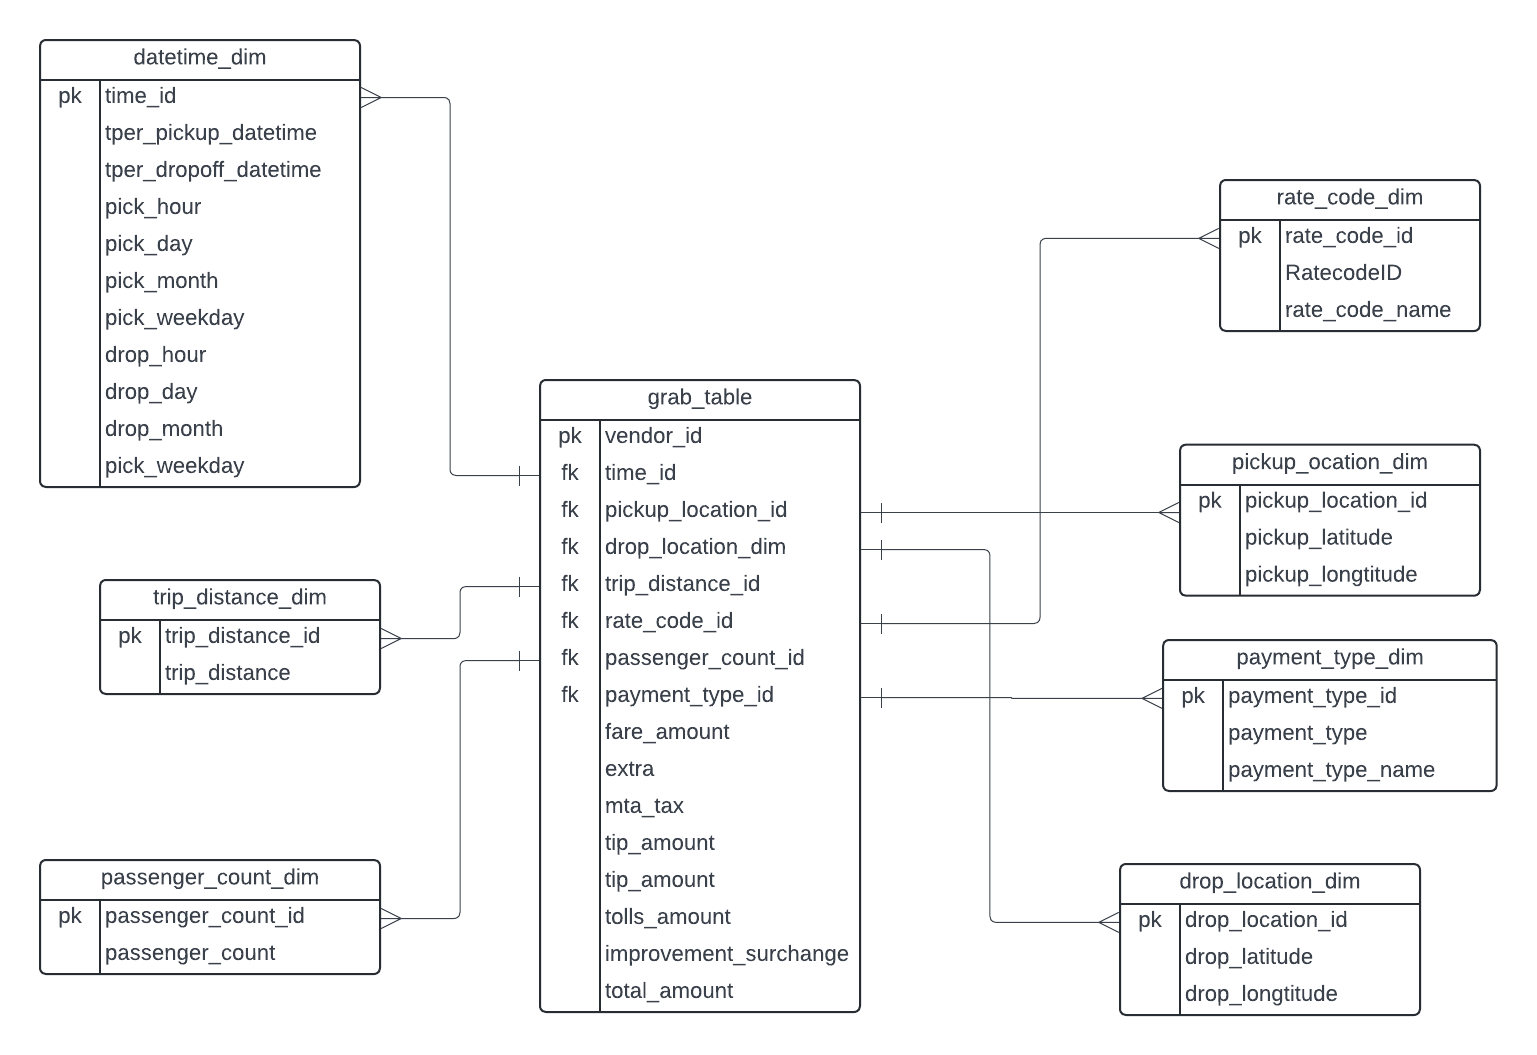 datetime_dim
pk time_id
tper_pickup_datetime
tper_dropoff_datetime
pick_hour
pick_day
pick_month
pick_weekday
drop_hour
drop_day
drop_month
pick_weekday
trip_distance_dim
pk trip_distance_id
trip_distance
passenger_count_dim
pk passenger_count_id
passenger_count
grab_table
pk vendor_id
fk time_id
fk pickup_location_id
fk drop_location_dim
fk trip_distance_id
fk rate_code_id
fk passenger_count_id
fk payment_type_id
fare_amount
extra
mta_tax
tip_amount
tip_amount
tolls_amount
improvement_surchange
total_amount
rate_code_dim
pk rate_code_id
RatecodeID
rate_code_name
pickup_ocation_dim
pk pickup_location_id
pickup_latitude
pickup_longtitude
payment_type_dim
pk payment_type_id
payment_type
payment_type_name
drop_location_dim
pk drop_location_id
drop_latitude
drop_longtitude